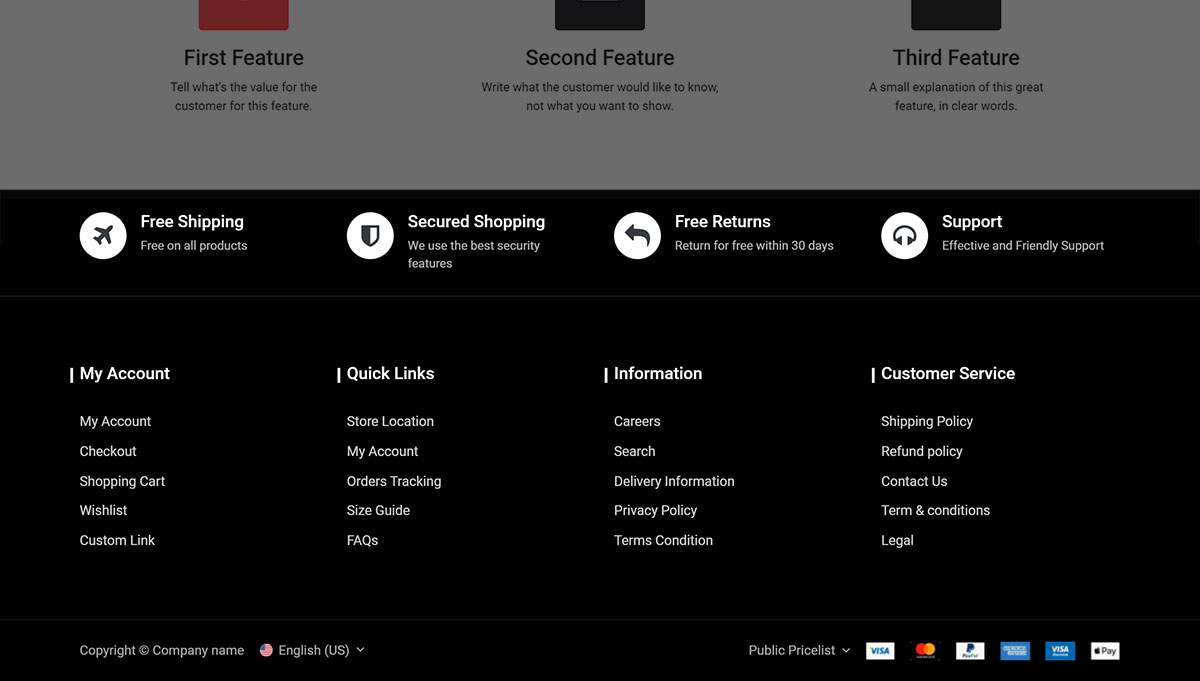 First Feature
Tell what's the value for the
customer for this feature.
Second Feature
Write what the customer would like to know,
not what you want to show.
Third Feature
A small explanation of this great
feature, in clear words.
Free Shipping
Free on all products
Secured Shopping
We use the best security
features
Free Returns
Return for free within 30 days
Support
Effective and Friendly Support
My Account
My Account
Checkout
Shopping Cart
Wishlist
Custom Link
Quick Links
Store Location
My Account
Orders Tracking
Size Guide
FAQs
Information
Careers
Search
Delivery Information
Privacy Policy
Terms Condition
Customer Service
Shipping Policy
Refund policy
Contact Us
Term & conditions
Legal
Copyright © Company name
English (US)
Public Pricelist
VISA
PayPal
VISA
Pay